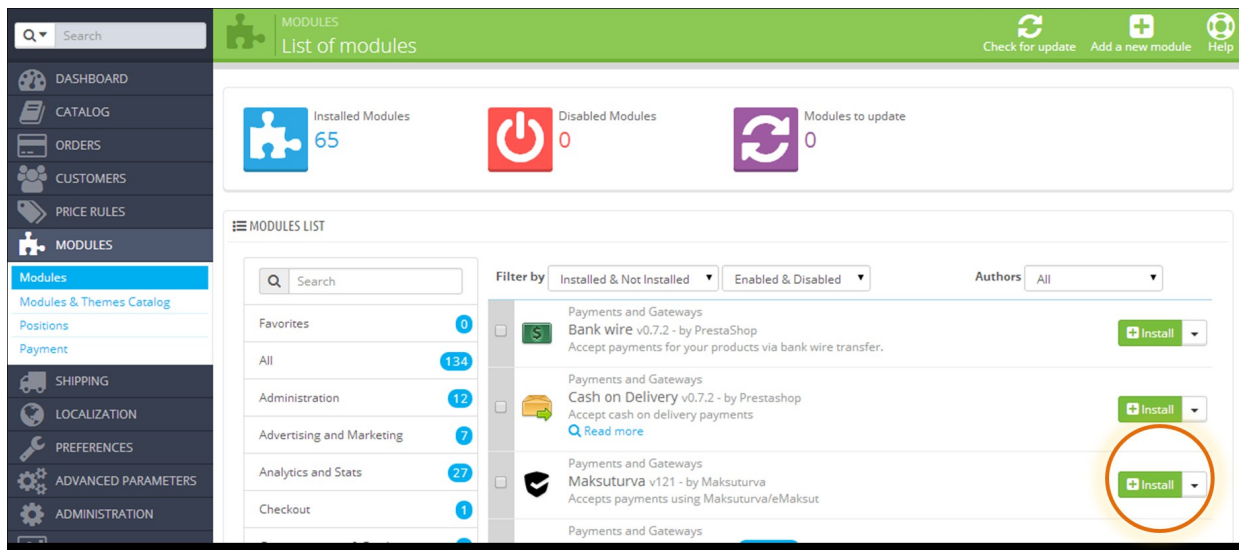 Search
MODULES
List of modules
Check for update
Add a new module
Help
DASHBOARD
CATALOG
ORDERS
CUSTOMERS
PRICE RULES
MODULES
Modules
Modules & Themes Catalog
Positions
Payment
SHIPPING
LOCALIZATION
PREFERENCES
ADVANCED PARAMETERS
ADMINISTRATION
Installed Modules
65
Disabled Modules
0
Modules to update
0
MODULES LIST
Search
Favorites 0
All 134
Administration 12
Advertising and Marketing 7
Analytics and Stats 27
Checkout 1
Filter by Installed & Not Installed Enabled & Disabled Authors All
Payments and Gateways
Bank wire v0.7.2 - by PrestaShop
Accept payments for your products via bank wire transfer.
Install
Payments and Gateways
Cash on Delivery v0.7.2 - by Prestashop
Accept cash on delivery payments
Read more
Install
Payments and Gateways
Maksuturva v121 - by Maksuturva
Accepts payments using Maksuturva/eMaksut
Install
Payments and Gateways